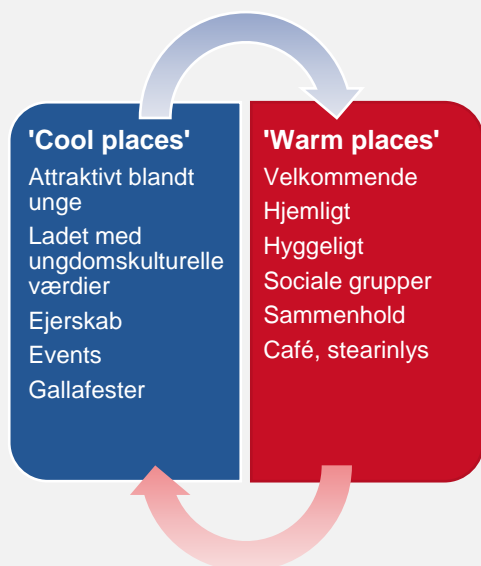 'Cool places'
Attraktivt blandt
unge
Ladet med
ungdomskulturelle
værdier
Ejerskab
Events
Gallafester
'Warm places'
Velkommende
Hjemligt
Hyggeligt
Sociale grupper
Sammenhold
Café, stearinlys